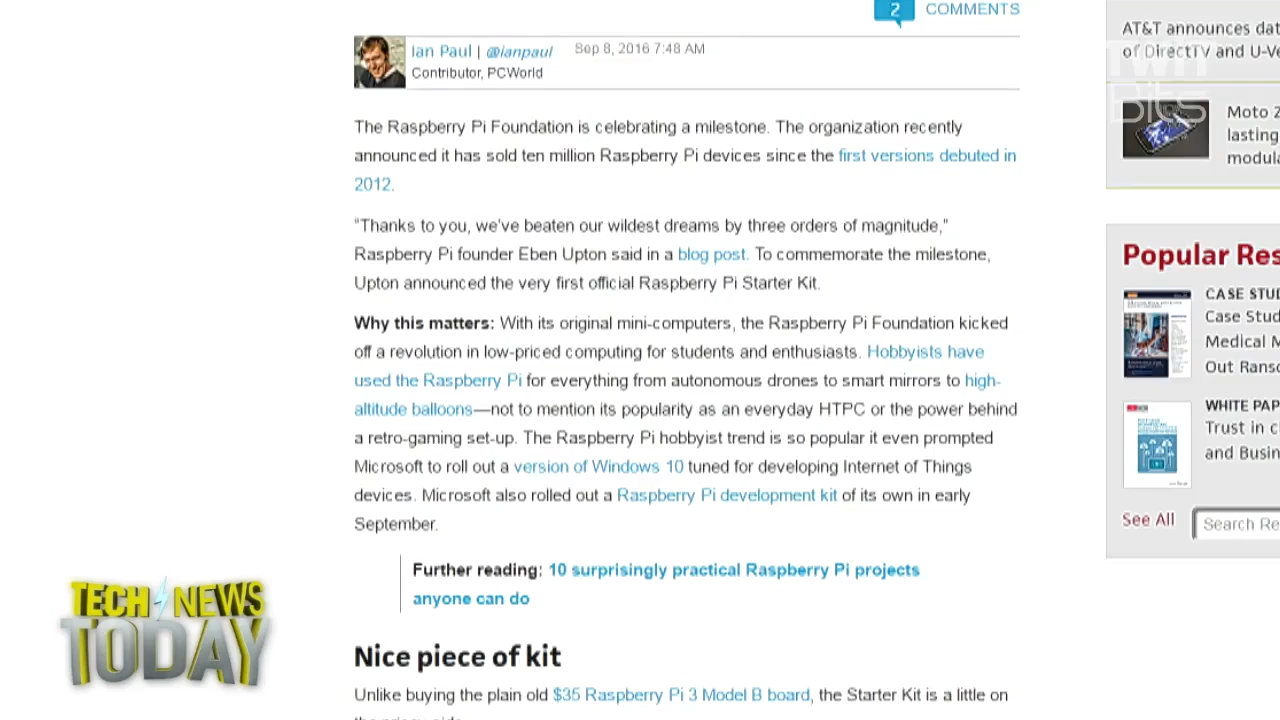 2 COMMENTS
Ian Paul | @ianpaul Sep 8, 2016 7:48 AM
Contributor, PCWorld
The Raspberry Pi Foundation is celebrating a milestone. The organization recently
announced it has sold ten million Raspberry Pi devices since the first versions debuted in
2012.
"Thanks to you, we've beaten our wildest dreams by three orders of magnitude,"
Raspberry Pi founder Eben Upton said in a blog post. To commemorate the milestone,
Upton announced the very first official Raspberry Pi Starter Kit.
Why this matters: With its original mini-computers, the Raspberry Pi Foundation kicked
off a revolution in low-priced computing for students and enthusiasts. Hobbyists have
used the Raspberry Pi for everything from autonomous drones to smart mirrors to high-
altitude balloons—not to mention its popularity as an everyday HTPC or the power behind
a retro-gaming set-up. The Raspberry Pi hobbyist trend is so popular it even prompted
Microsoft to roll out a version of Windows 10 tuned for developing Internet of Things
devices. Microsoft also rolled out a Raspberry Pi development kit of its own in early
September.
Further reading: 10 surprisingly practical Raspberry Pi projects
anyone can do
Nice piece of kit
Unlike buying the plain old $35 Raspberry Pi 3 Model B board, the Starter Kit is a little on
AT&T announces dat
of DirectTV and U-Ve
TWiT
Bits
Moto Z
lasting
modula
Popular Res
CASE STUD
Case Stud
Medical M
Out Ranso
WHITE PAP
Trust in c
and Busin
See All
Search Re
TECH NEWS
TODAY